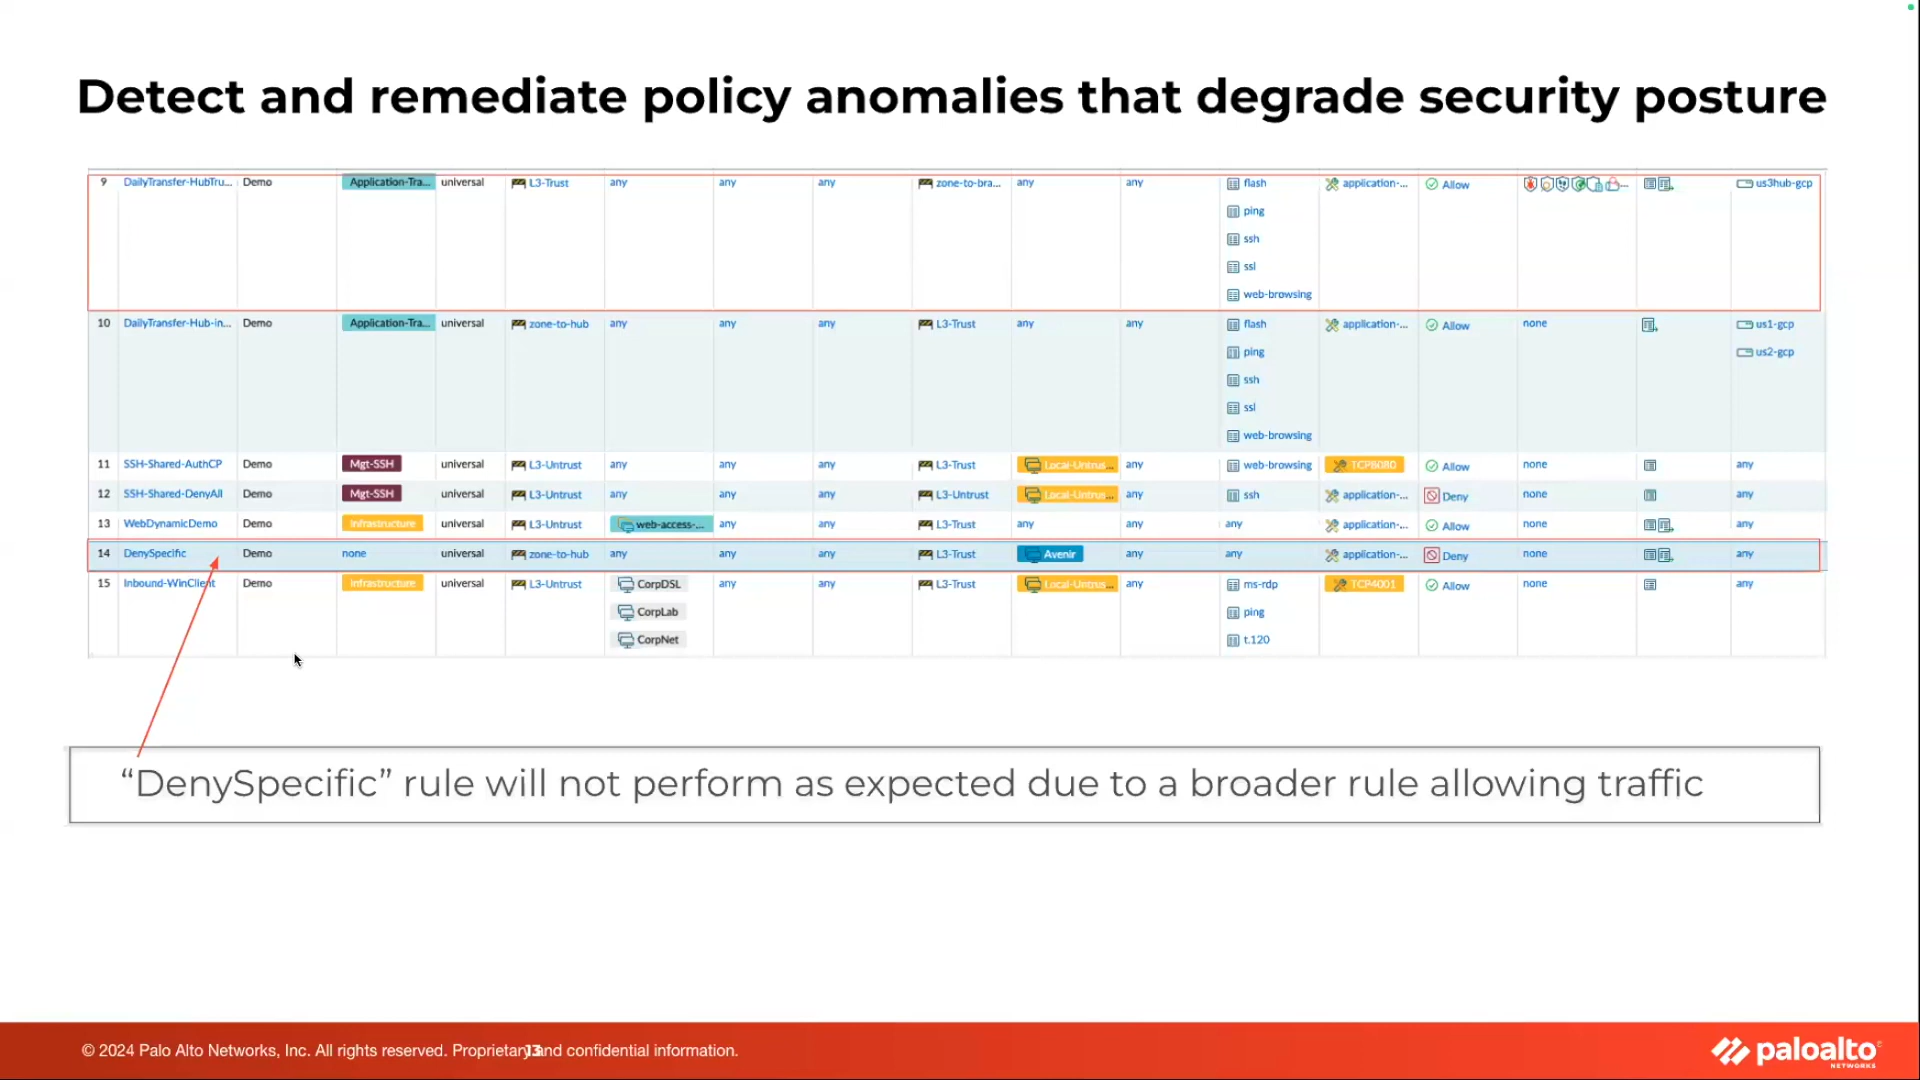 Detect and remediate policy anomalies that degrade security posture
9 DailyTransfer-HubTru... Demo Application-Tra... universal L3-Trust any any any zone-to-bra... any any flash application-... Allow us3hub-gcp
ping
ssh
ssl
web-browsing
10 DailyTransfer-Hub-in... Demo Application-Tra... universal zone-to-hub any any any L3-Trust any any flash application-... Allow none us1-gcp
ping us2-gcp
ssh
ssl
web-browsing
11 SSH-Shared-AuthCP Demo Mgt-SSH universal L3-Untrust any any any L3-Trust Local-Untrus... any web-browsing TCP6080 Allow none any
12 SSH-Shared-DenyAll Demo Mgt-SSH universal L3-Untrust any any any L3-Untrust Local-Untrus... any ssh application-... Deny none any
13 WebDynamicDemo Demo Infrastructure universal L3-Untrust web-access-... any any L3-Trust any any any application-... Allow none any
14 DenySpecific Demo none universal zone-to-hub any any any L3-Trust Avenir any any application-... Deny none any
15 Inbound-WinClient Demo Infrastructure universal L3-Untrust CorpDSL any any L3-Trust Local-Untrus... any ms-rdp TCP4001 Allow none any
CorpLab ping
CorpNet t.120
“DenySpecific” rule will not perform as expected due to a broader rule allowing traffic
© 2024 Palo Alto Networks, Inc. All rights reserved. Proprietary and confidential information.
13
paloalto
NETWORKS